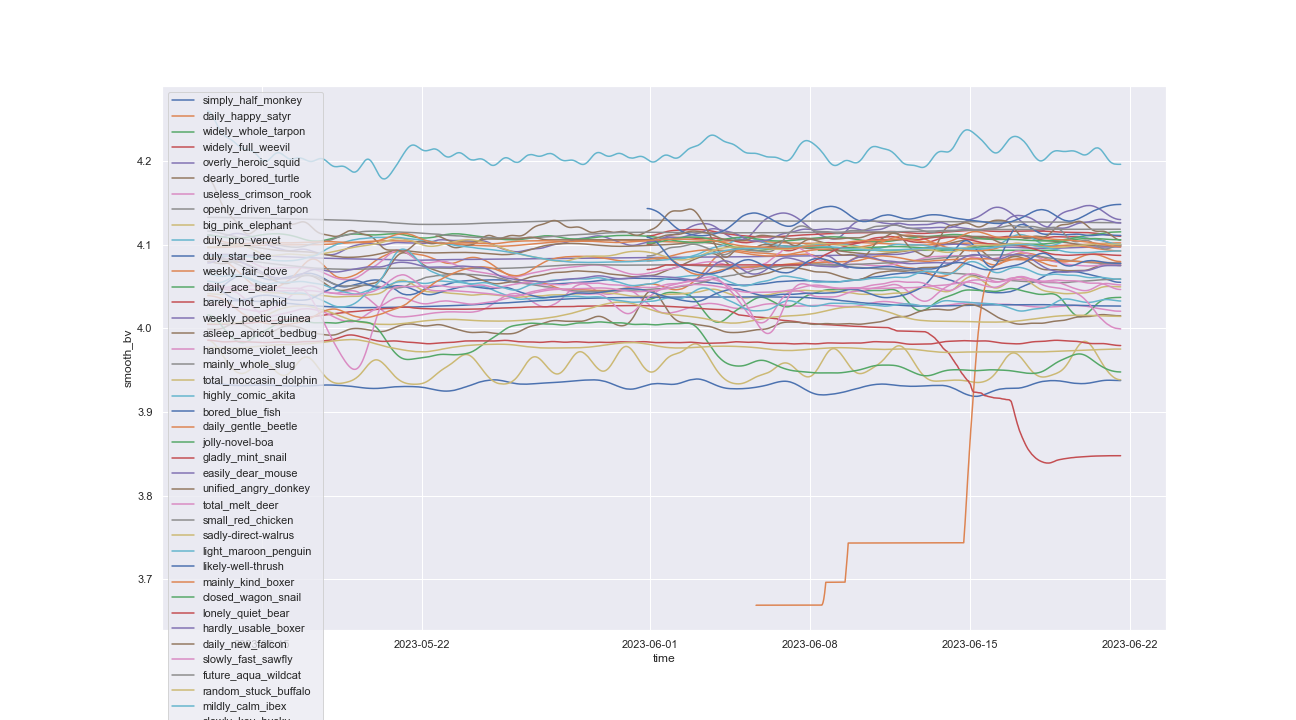 simply_half_monkey
daily_happy_satyr
widely_whole_tarpon
widely_full_weevil
overly_heroic_squid
clearly_bored_turtle
useless_crimson_rook
openly_driven_tarpon
big_pink_elephant
duly_pro_vervet
duly_star_bee
weekly_fair_dove
daily_ace_bear
barely_hot_aphid
weekly_poetic_guinea
asleep_apricot_bedbug
handsome_violet_leech
mainly_whole_slug
total_moccasin_dolphin
highly_comic_akita
bored_blue_fish
daily_gentle_beetle
jolly-novel-boa
gladly_mint_snail
easily_dear_mouse
unified_angry_donkey
total_melt_deer
small_red_chicken
sadly-direct-walrus
light_maroon_penguin
likely-well-thrush
mainly_kind_boxer
closed_wagon_snail
lonely_quiet_bear
hardly_usable_boxer
daily_new_falcon
slowly_fast_sawfly
future_aqua_wildcat
random_stuck_buffalo
mildly_calm_ibex
4.2
4.1
4.0
3.9
3.8
3.7
smooth_bv
2023-05-22
2023-06-01
2023-06-08
2023-06-15
2023-06-22
time